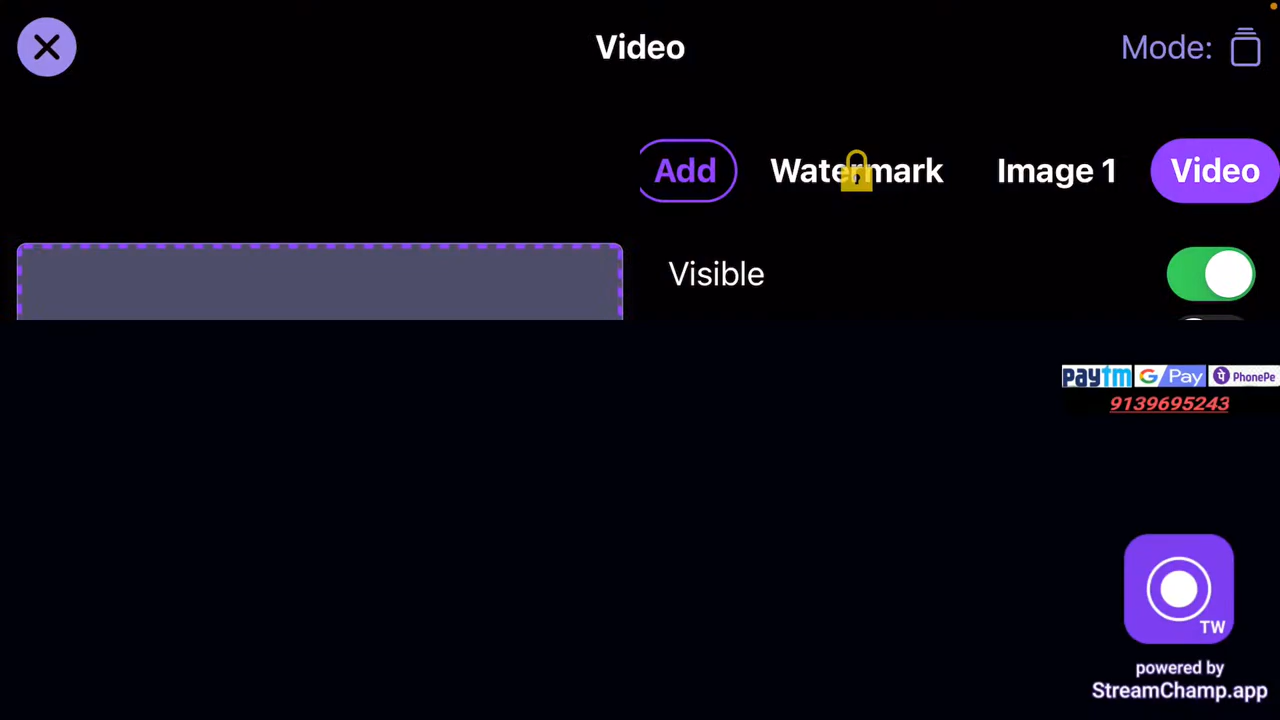 Video
Mode:
Add Watermark Image 1 Video
Visible
paytm G Pay पे PhonePe
9139695243
TW
powered by
StreamChamp.app